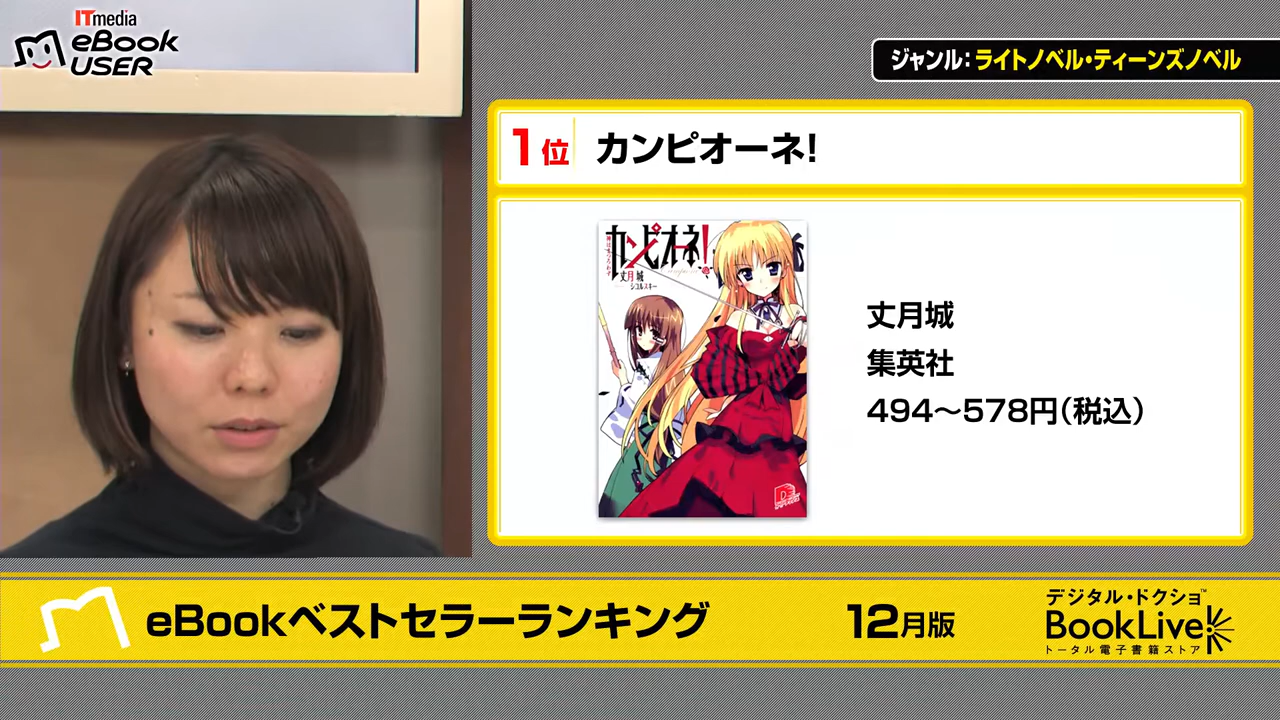 ITmedia
eBook
USER
ジャンル：ライトノベル・ティーンズノベル
1位
カンピオーネ！
カンピオーネ！
丈月城
シコルスキー
丈月城
集英社
494～578円（税込）
eBookベストセラーランキング
12月版
デジタル・ドクショ™
BookLive!
トータル電子書籍ストア